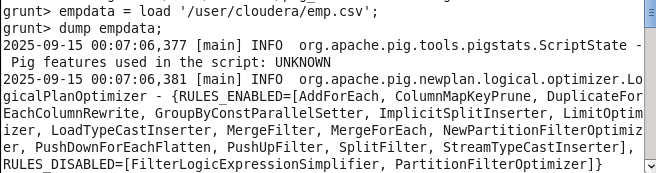 grunt> empdata = load '/user/cloudera/emp.csv';
grunt> dump empdata;
2025-09-15 00:07:06,377 [main] INFO  org.apache.pig.tools.pigstats.ScriptState -
 Pig features used in the script: UNKNOWN
2025-09-15 00:07:06,381 [main] INFO  org.apache.pig.newplan.logical.optimizer.Lo
gicalPlanOptimizer - {RULES_ENABLED=[AddForEach, ColumnMapKeyPrune, DuplicateFor
EachColumnRewrite, GroupByConstParallelSetter, ImplicitSplitInserter, LimitOptim
izer, LoadTypeCastInserter, MergeFilter, MergeForEach, NewPartitionFilterOptimiz
er, PushDownForEachFlatten, PushUpFilter, SplitFilter, StreamTypeCastInserter],
RULES_DISABLED=[FilterLogicExpressionSimplifier, PartitionFilterOptimizer]}